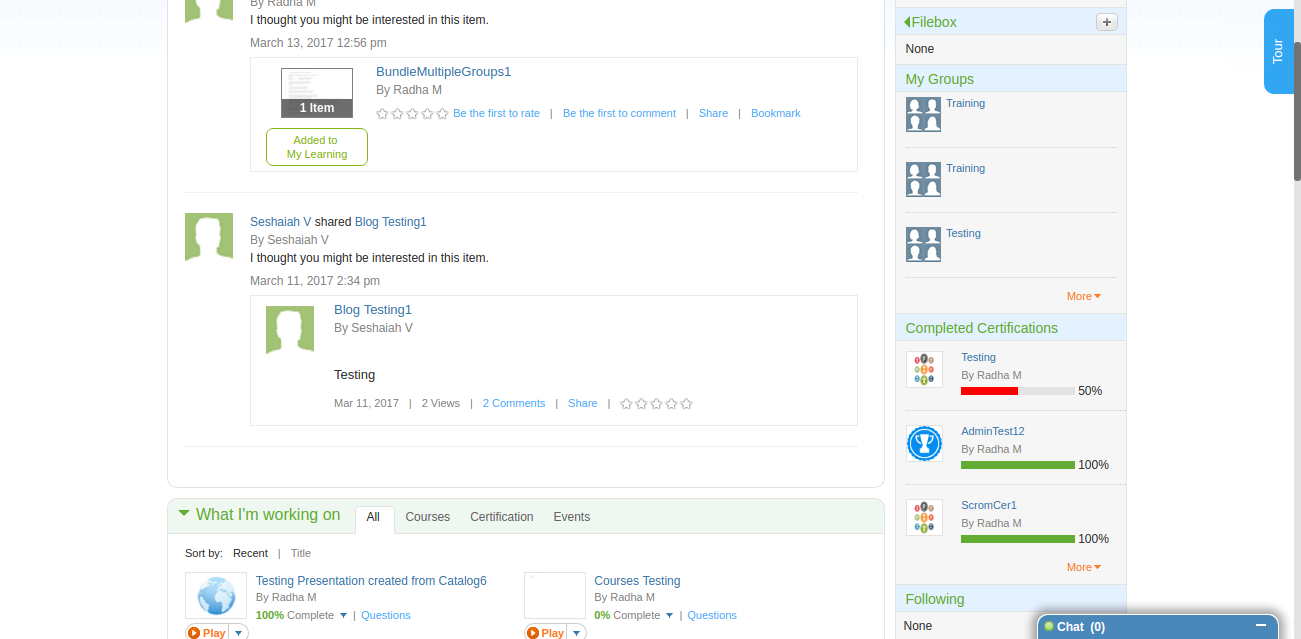 By Radha M
I thought you might be interested in this item.
March 13, 2017 12:56 pm
1 Item
BundleMultipleGroups1
By Radha M
Be the first to rate | Be the first to comment | Share | Bookmark
Added to
My Learning
Seshaiah V shared Blog Testing1
By Seshaiah V
I thought you might be interested in this item.
March 11, 2017 2:34 pm
Blog Testing1
By Seshaiah V
Testing
Mar 11, 2017 | 2 Views | 2 Comments | Share |
What I'm working on All Courses Certification Events
Sort by: Recent | Title
Testing Presentation created from Catalog6
By Radha M
100% Complete | Questions
Play
Courses Testing
By Radha M
0% Complete | Questions
Play
Filebox +
None
My Groups
Training
Training
Testing
More
Completed Certifications
Testing
By Radha M
50%
AdminTest12
By Radha M
100%
ScromCer1
By Radha M
100%
More
Following
None
Tour
Chat (0)